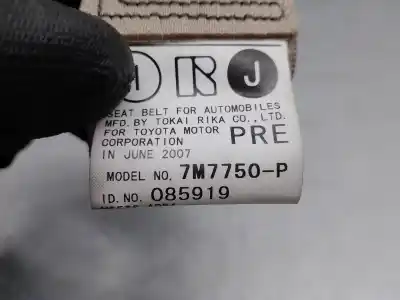 R J
SEAT BELT FOR AUTOMOBILES
MFD. BY TOKAI RIKA CO., LTD.
FOR TOYOTA MOTOR
CORPORATION PRE
IN JUNE 2007
MODEL NO. 7M7750-P
ID.NO. 085919